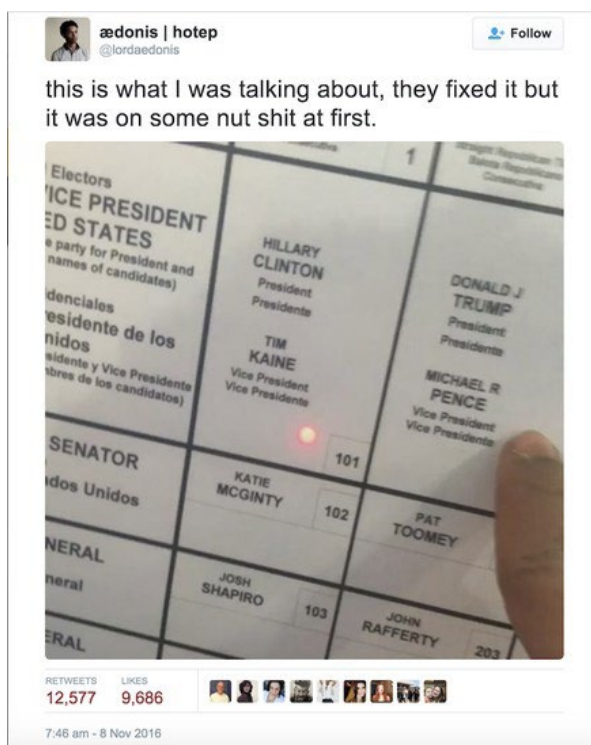 ædonis | hotep
@lordaedonis
Follow
this is what I was talking about, they fixed it but
it was on some nut shit at first.
1
Straight Republican
Electors
ICE PRESIDENT
ED STATES
e party for President and
names of candidates)
denciales
esidente de los
nidos
sidente y Vice Presidente
bres de los candidatos)
HILLARY
CLINTON
President
Presidente
TIM
KAINE
Vice President
Vice Presidente
101
DONALD J
TRUMP
President
Presidente
MICHAEL R
PENCE
Vice President
Vice Presidente
SENATOR
dos Unidos
KATIE
MCGINTY
102
PAT
TOOMEY
NERAL
neral
JOSH
SHAPIRO
103
JOHN
RAFFERTY
203
ERAL
RETWEETS
12,577
LIKES
9,686
7:46 am - 8 Nov 2016